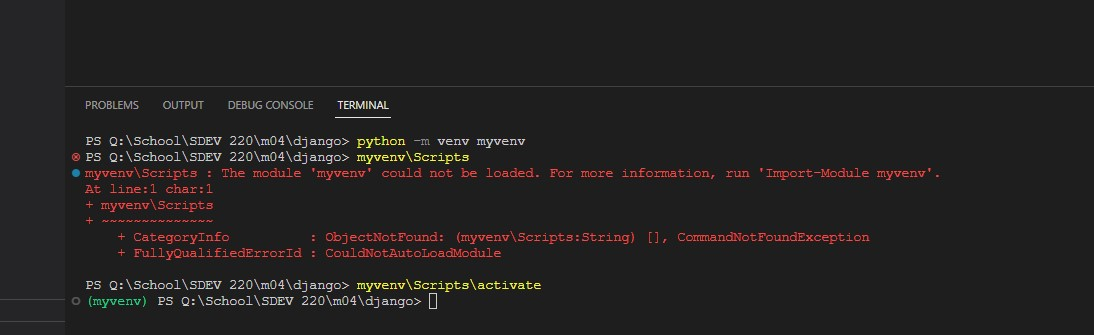 PROBLEMS OUTPUT DEBUG CONSOLE TERMINAL
PS Q:\School\SDEV 220\m04\django> python -m venv myvenv
PS Q:\School\SDEV 220\m04\django> myvenv\Scripts
myvenv\Scripts : The module 'myvenv' could not be loaded. For more information, run 'Import-Module myvenv'.
At line:1 char:1
+ myvenv\Scripts
+ ~~~~~~~~~~~~~~
    + CategoryInfo          : ObjectNotFound: (myvenv\Scripts:String) [], CommandNotFoundException
    + FullyQualifiedErrorId : CouldNotAutoLoadModule
PS Q:\School\SDEV 220\m04\django> myvenv\Scripts\activate
(myvenv) PS Q:\School\SDEV 220\m04\django>